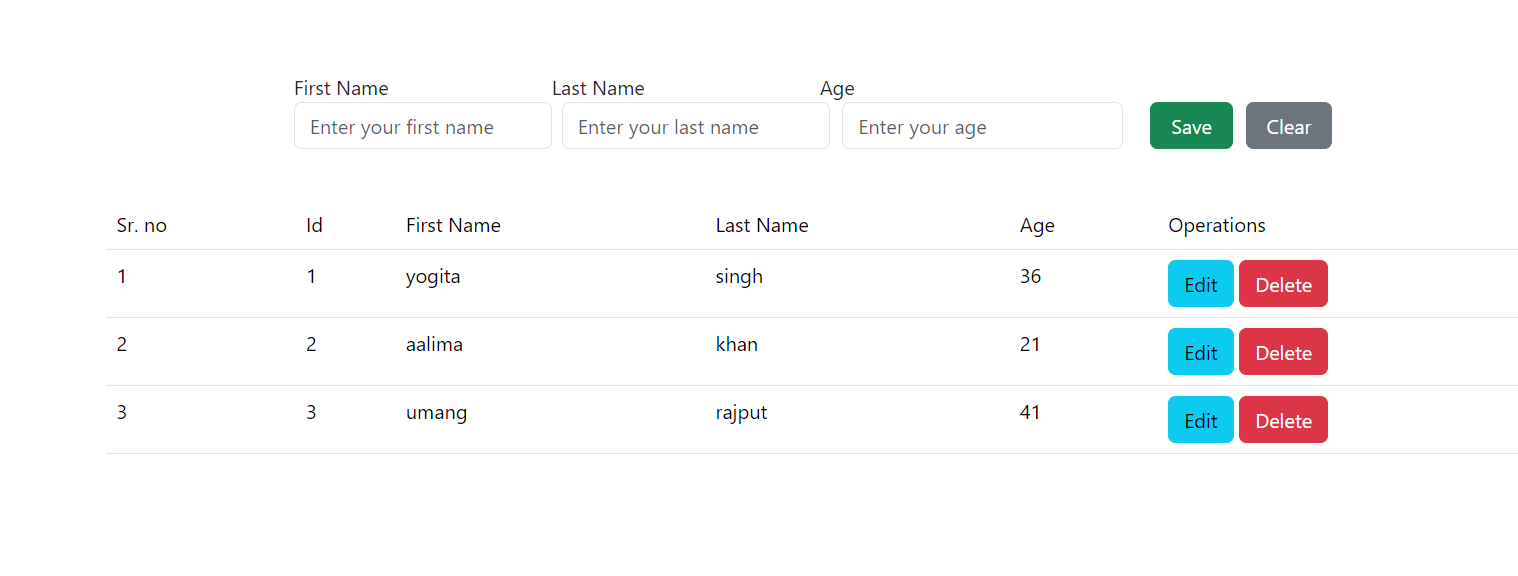 First Name Last Name Age
Enter your first name Enter your last name Enter your age Save Clear
Sr. no Id First Name Last Name Age Operations
1 1 yogita singh 36 Edit Delete
2 2 aalima khan 21 Edit Delete
3 3 umang rajput 41 Edit Delete